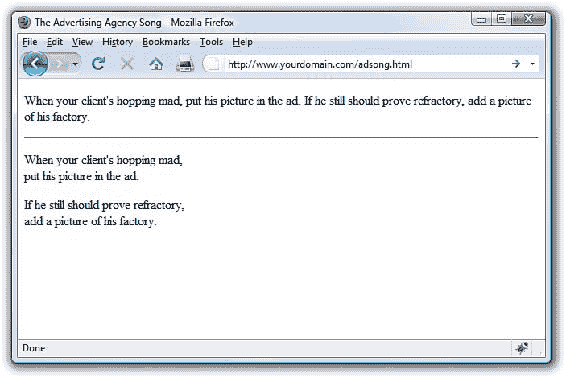 The Advertising Agency Song - Mozilla Firefox
File Edit View History Bookmarks Tools Help
http://www.yourdomain.com/adsong.html
When your client's hopping mad, put his picture in the ad. If he still should prove refractory, add a picture
of his factory.
When your client's hopping mad,
put his picture in the ad.
If he still should prove refractory,
add a picture of his factory.
Done